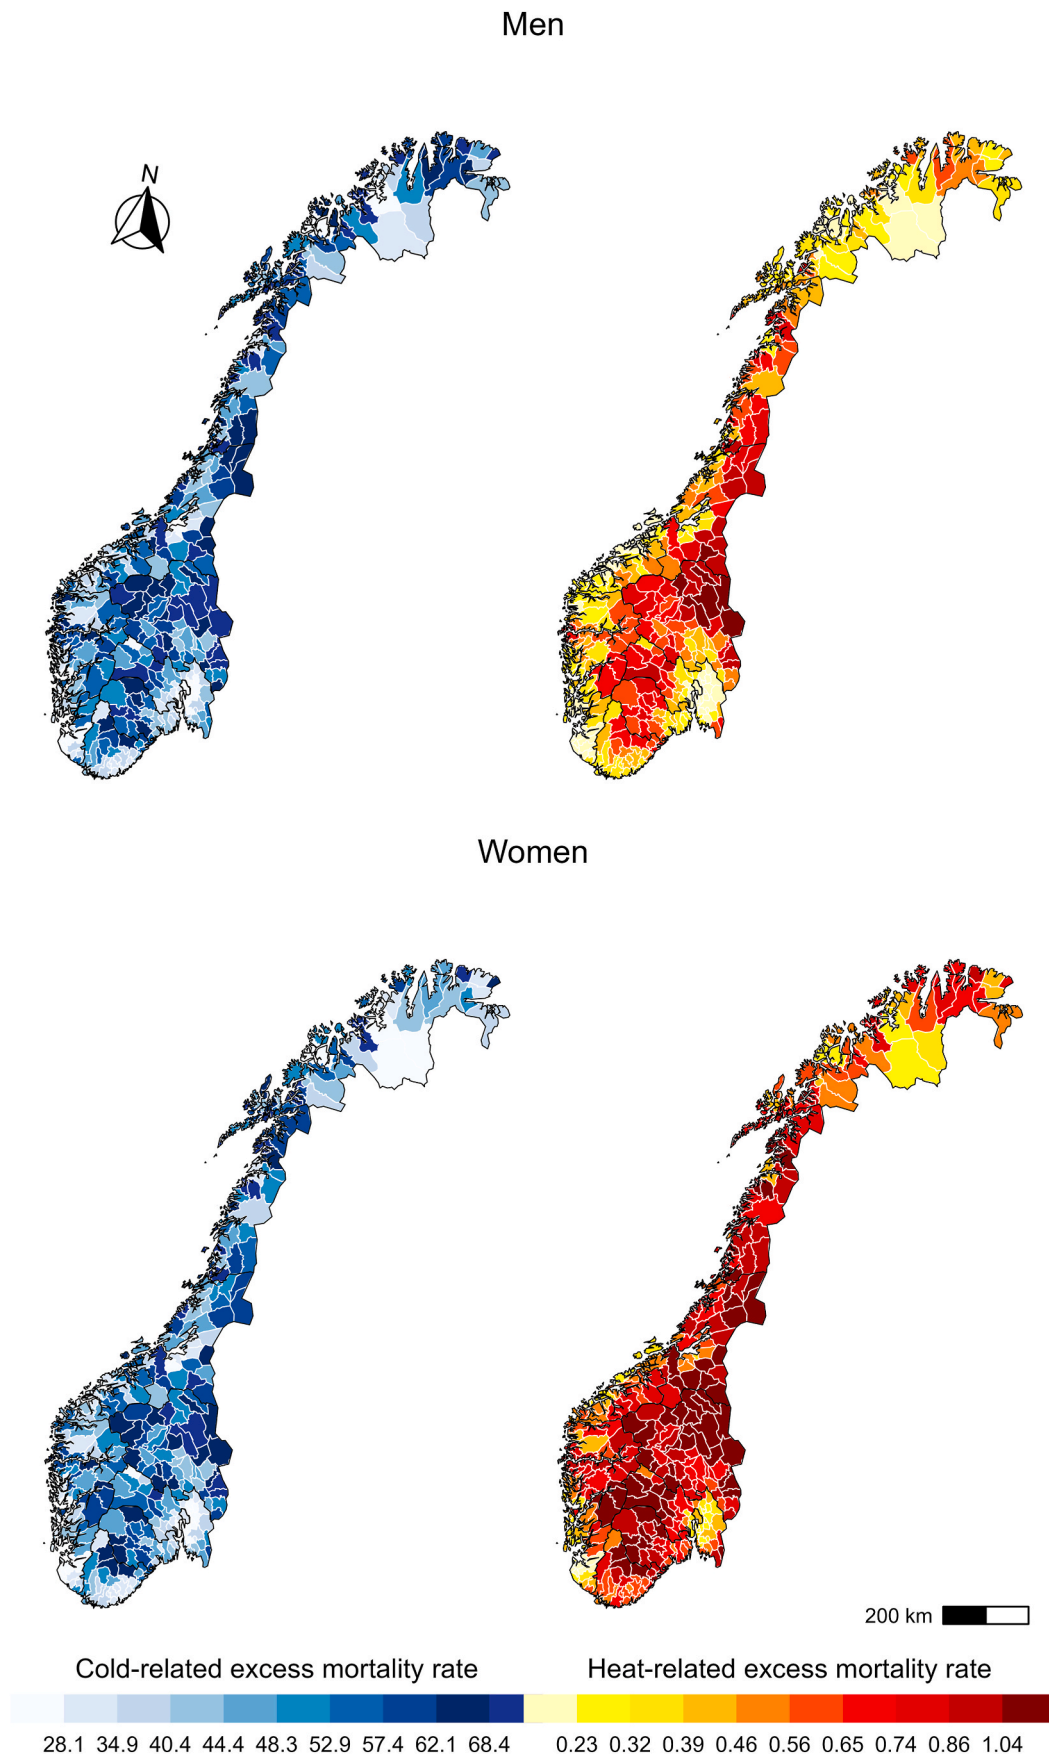 Men
N
Women
200 km
Cold-related excess mortality rate
Heat-related excess mortality rate
28.1 34.9 40.4 44.4 48.3 52.9 57.4 62.1 68.4
0.23 0.32 0.39 0.46 0.56 0.65 0.74 0.86 1.04